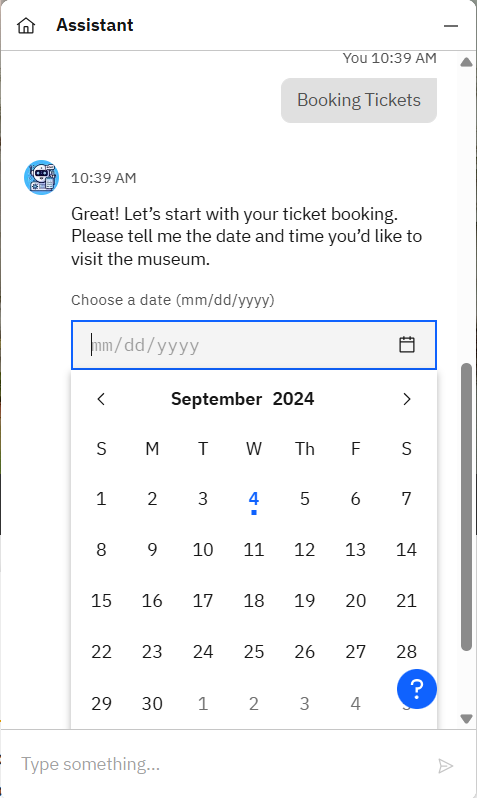 Assistant
You 10:39 AM
Booking Tickets
10:39 AM
Great! Let’s start with your ticket booking.
Please tell me the date and time you’d like to
visit the museum.
Choose a date (mm/dd/yyyy)
mm/dd/yyyy
September 2024
S M T W Th F S
1 2 3 4 5 6 7
8 9 10 11 12 13 14
15 16 17 18 19 20 21
22 23 24 25 26 27 28
29 30 1 2 3 4
?
Type something...